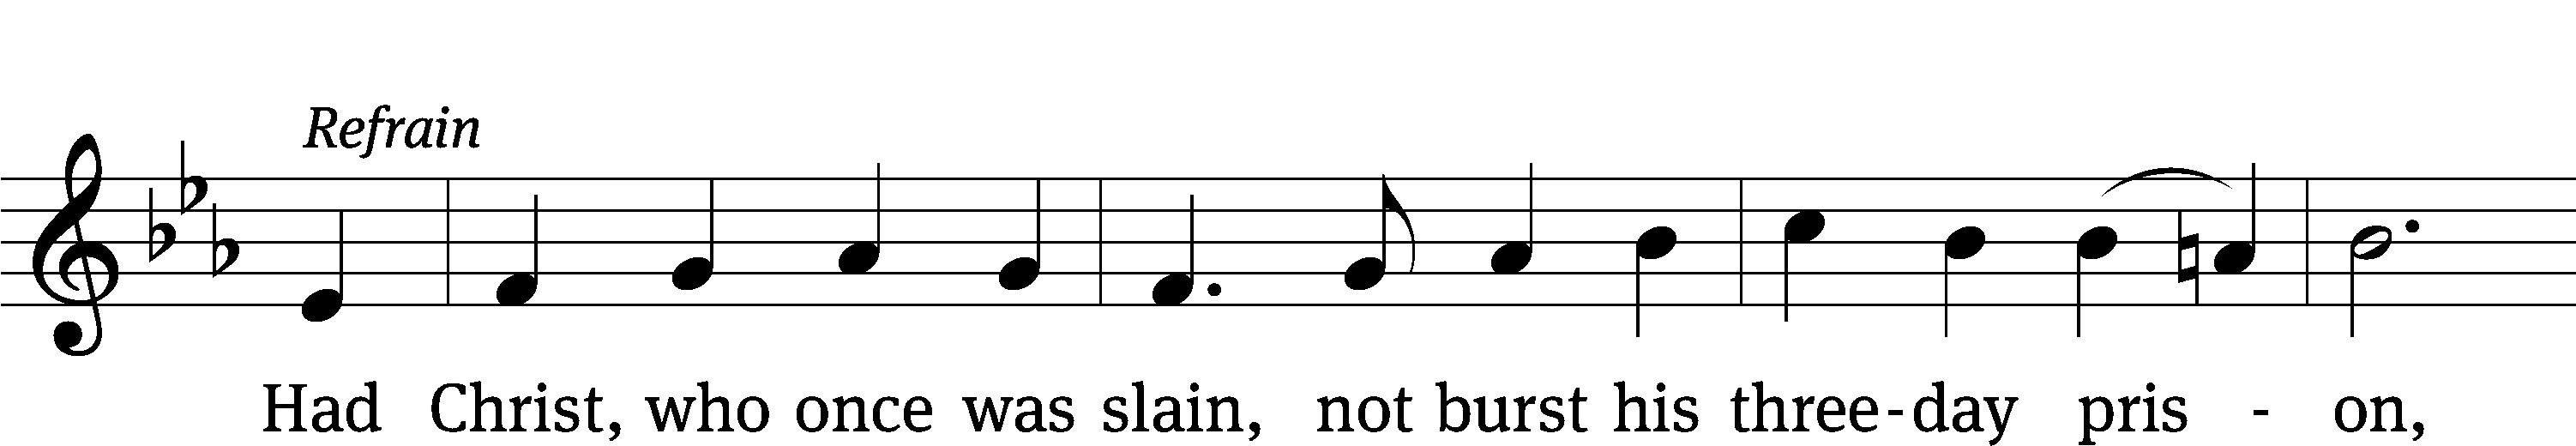 Refrain
Had Christ, who once was slain, not burst his three-day pris - on,